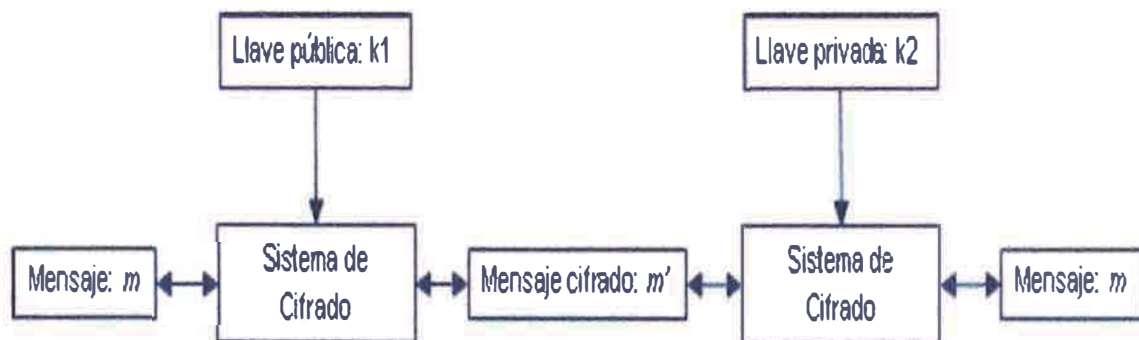 Llave pública: k1
Llave privada: k2
Mensaje: m
Sistema de
Cifrado
Mensaje cifrado: m'
Sistema de
Cifrado
Mensaje: m